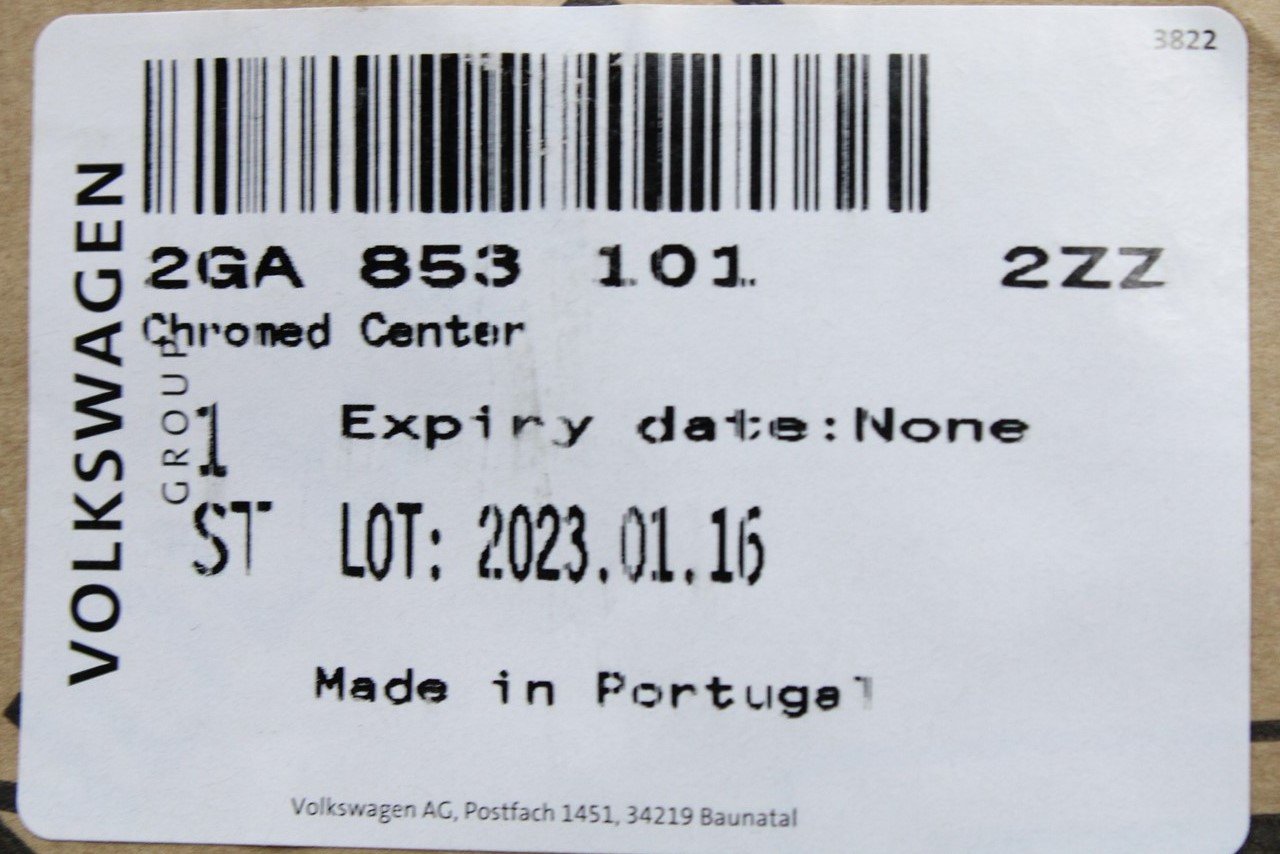 3822
VOLKSWAGEN
GROUP
2GA 853 101 2ZZ
Chromed Center
1 Expiry date:None
ST LOT: 2023.01.16
Made in Portugal
Volkswagen AG, Postfach 1451, 34219 Baunatal